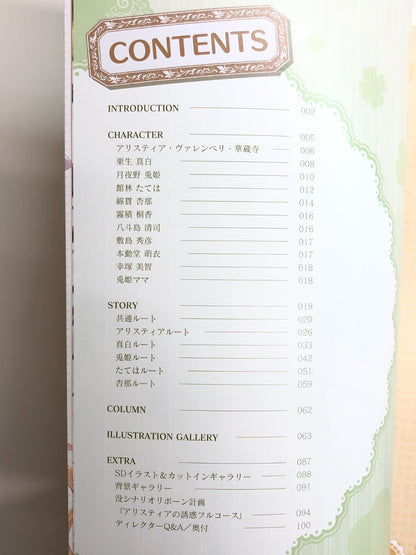 CONTENTS
INTRODUCTION 002
CHARACTER 005
アリスティア・ヴァレンベリ・華蔵寺 006
栗生 真白 008
月夜野 兎姫 010
館林 たては 012
綿貫 杏那 014
霧積 桐香 016
八斗島 清司 016
敷島 秀彦 017
本動堂 萌衣 017
幸塚 美智 018
兎姫ママ 018
STORY 019
共通ルート 020
アリスティアルート 026
真白ルート 033
兎姫ルート 042
たてはルート 051
杏那ルート 059
COLUMN 062
ILLUSTRATION GALLERY 063
EXTRA 087
SDイラスト&カットインギャラリー 088
背景ギャラリー 091
没シナリオリボーン計画
『アリスティアの誘惑フルコース』 094
ディレクターQ&A／奥付 100